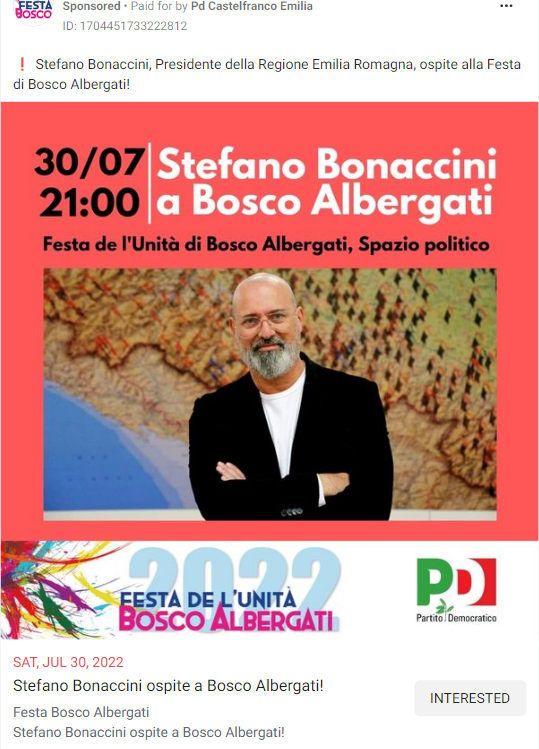 FESTA
BOSCO
Sponsored • Paid for by Pd Castelfranco Emilia
ID: 1704451733222812
❗ Stefano Bonaccini, Presidente della Regione Emilia Romagna, ospite alla Festa
di Bosco Albergati!
30/07
21:00
Stefano Bonaccini
a Bosco Albergati
Festa de l'Unità di Bosco Albergati, Spazio politico
2022
FESTA DE L'UNITÀ
BOSCO ALBERGATI
PD
Partito Democratico
SAT, JUL 30, 2022
Stefano Bonaccini ospite a Bosco Albergati!
Festa Bosco Albergati
Stefano Bonaccini ospite a Bosco Albergati!
INTERESTED